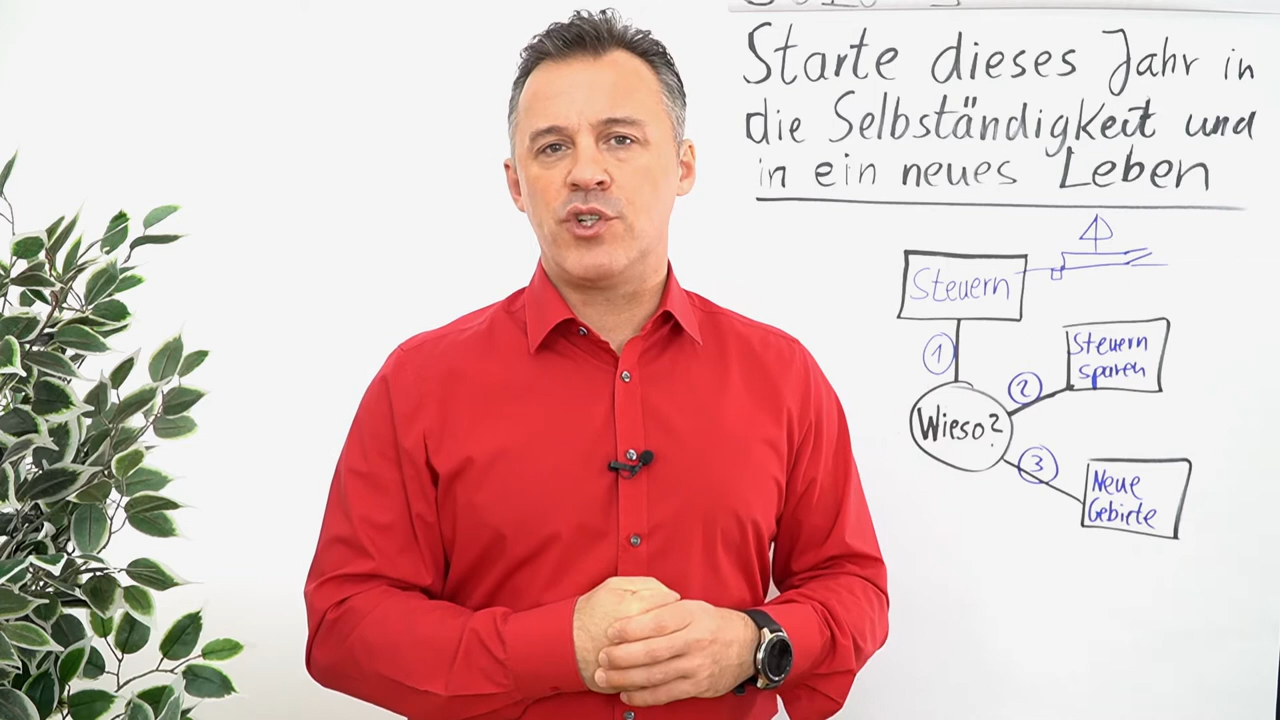 Starte dieses Jahr in
die Selbständigkeit und
in ein neues Leben
Steuern
1
Steuern
sparen
2
Wieso?
3
Neue
Gebiete